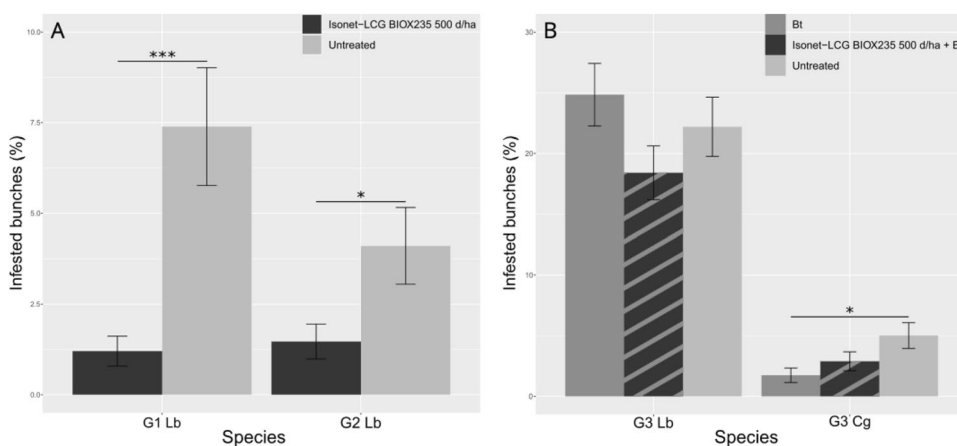 A
Isonet-LCG BIOX235 500 d/ha
Untreated
10.0
7.5
5.0
2.5
0.0
***
*
Infested bunches (%)
G1 Lb
G2 Lb
Species
B
Bt
Isonet-LCG BIOX235 500 d/ha + B
Untreated
30
20
10
0
*
Infested bunches (%)
G3 Lb
G3 Cg
Species